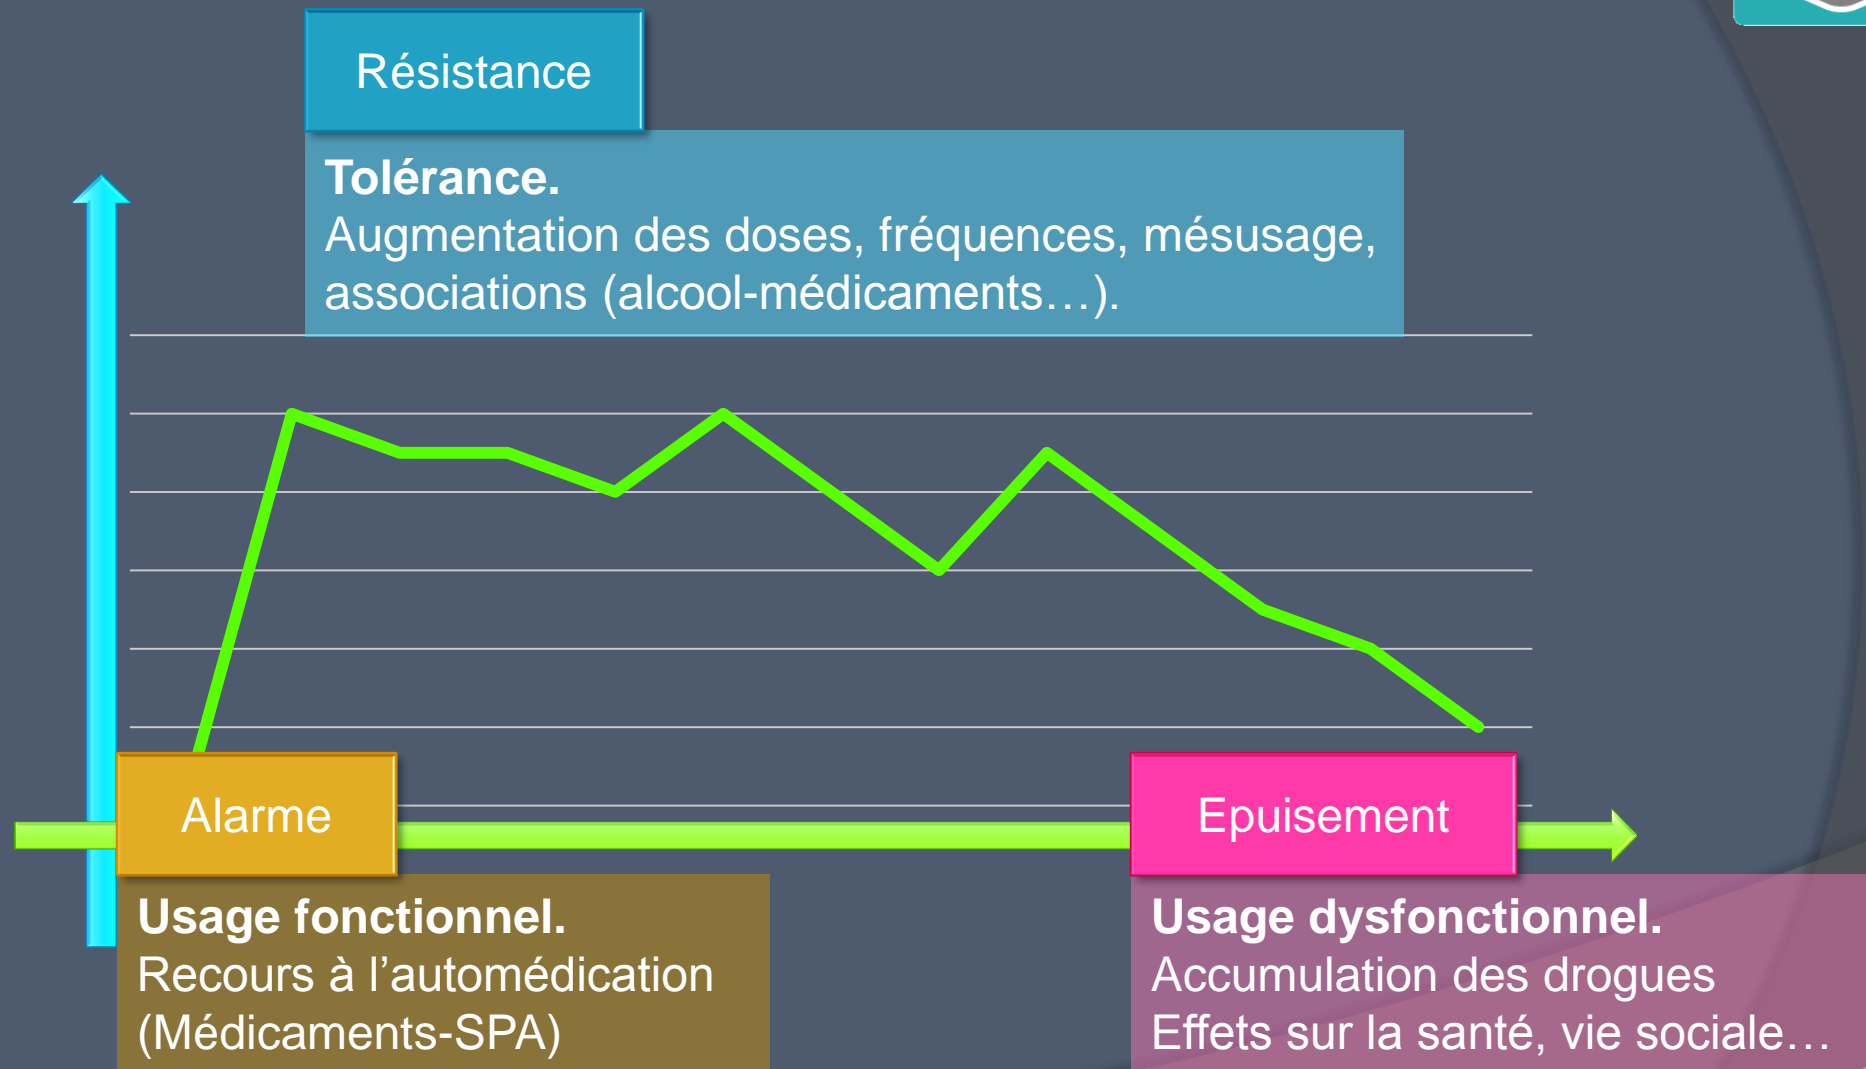 Résistance
Tolérance.
Augmentation des doses, fréquences, mésusage,
associations (alcool-médicaments…).
Alarme
Usage fonctionnel.
Recours à l’automédication
(Médicaments-SPA)
Epuisement
Usage dysfonctionnel.
Accumulation des drogues
Effets sur la santé, vie sociale…